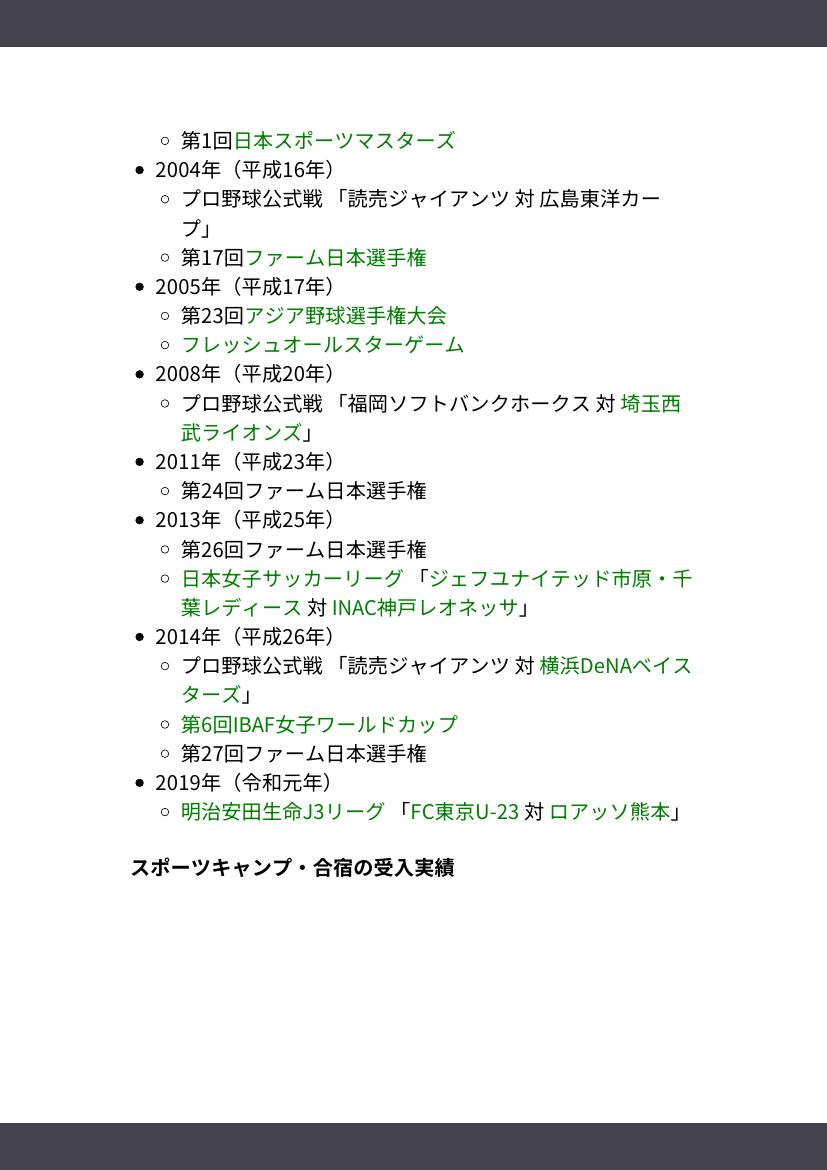 第1回日本スポーツマスターズ
2004年（平成16年）
プロ野球公式戦 「読売ジャイアンツ 対 広島東洋カー
プ」
第17回ファーム日本選手権
2005年（平成17年）
第23回アジア野球選手権大会
フレッシュオールスターゲーム
2008年（平成20年）
プロ野球公式戦 「福岡ソフトバンクホークス 対 埼玉西
武ライオンズ」
2011年（平成23年）
第24回ファーム日本選手権
2013年（平成25年）
第26回ファーム日本選手権
日本女子サッカーリーグ 「ジェフユナイテッド市原・千
葉レディース 対 INAC神戸レオネッサ」
2014年（平成26年）
プロ野球公式戦 「読売ジャイアンツ 対 横浜DeNAベイス
ターズ」
第6回IBAF女子ワールドカップ
第27回ファーム日本選手権
2019年（令和元年）
明治安田生命J3リーグ 「FC東京U-23 対 ロアッソ熊本」
スポーツキャンプ・合宿の受入実績